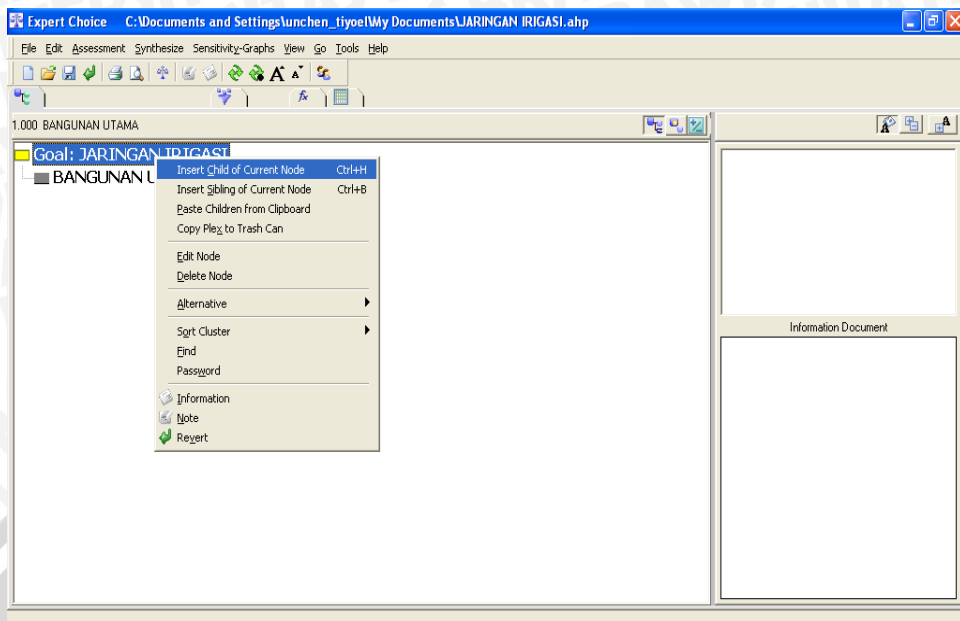 Expert Choice C:\Documents and Settings\unchen_tiyoel\My Documents\JARINGAN IRIGASI.ahp
File Edit Assessment Synthesize Sensitivity-Graphs View Go Tools Help
1.000 BANGUNAN UTAMA
Goal: JARINGAN IRIGASI
BANGUNAN U
Insert Child of Current Node Ctrl+H
Insert Sibling of Current Node Ctrl+B
Paste Children from Clipboard
Copy Plex to Trash Can
Edit Node
Delete Node
Alternative
Sort Cluster
Find
Password
Information
Note
Revert
Information Document